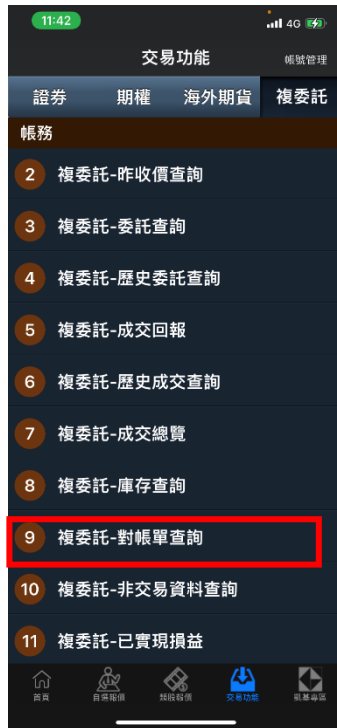 11:42
4G
交易功能
帳號管理
證券 期權 海外期貨 複委託
帳務
2 複委託-昨收價查詢
3 複委託-委託查詢
4 複委託-歷史委託查詢
5 複委託-成交回報
6 複委託-歷史成交查詢
7 複委託-成交總覽
8 複委託-庫存查詢
9 複委託-對帳單查詢
10 複委託-非交易資料查詢
11 複委託-已實現損益
首頁 自選報價 類股報價 交易功能 凱基專區